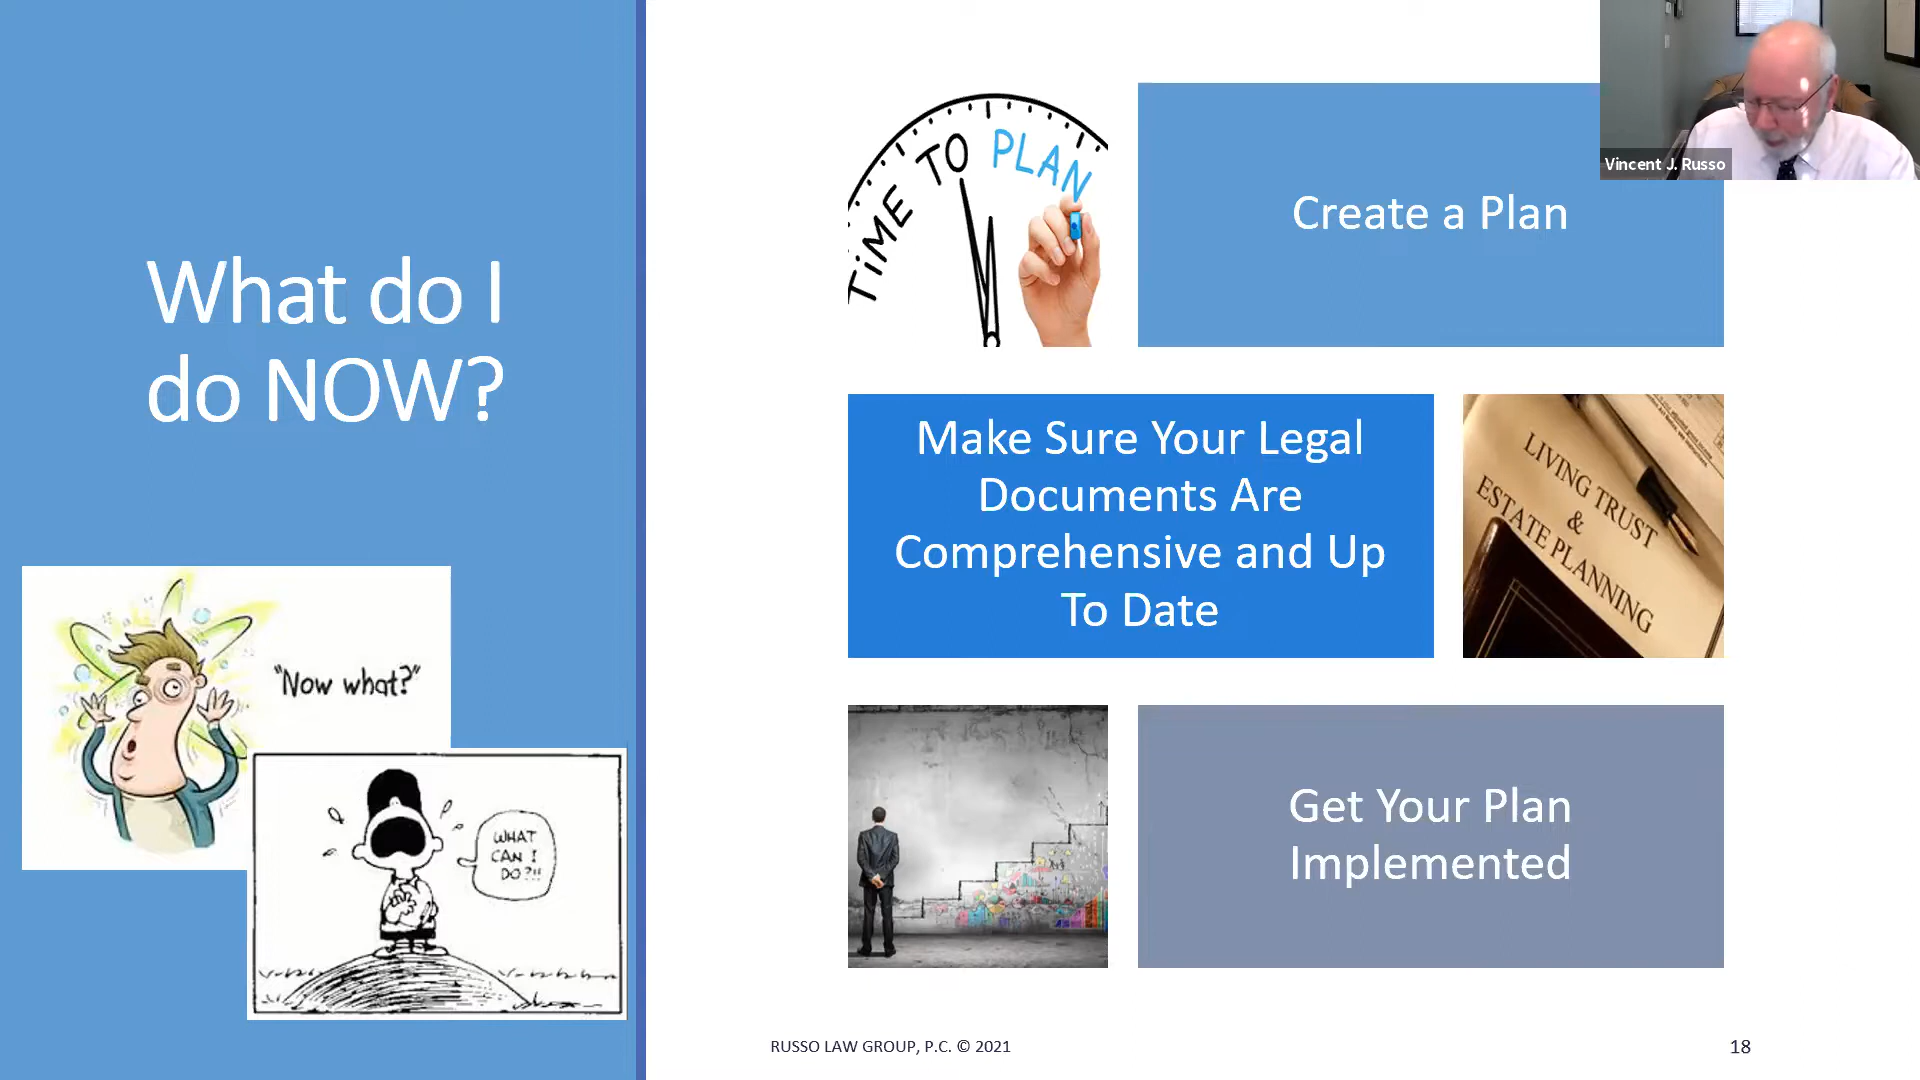 What do I
do NOW?
"Now what?"
WHAT
CAN I
DO?!!
TIME TO PLAN
Create a Plan
Vincent J. Russo
Make Sure Your Legal
Documents Are
Comprehensive and Up
To Date
LIVING TRUST
&
ESTATE PLANNING
Get Your Plan
Implemented
RUSSO LAW GROUP, P.C. © 2021
18